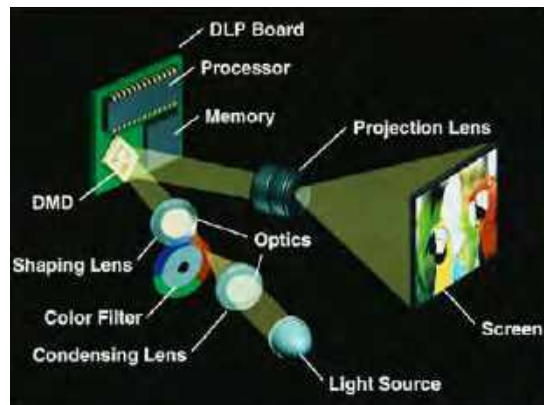 DLP Board
Processor
Memory
Projection Lens
DMD
Optics
Shaping Lens
Color Filter
Condensing Lens
Screen
Light Source